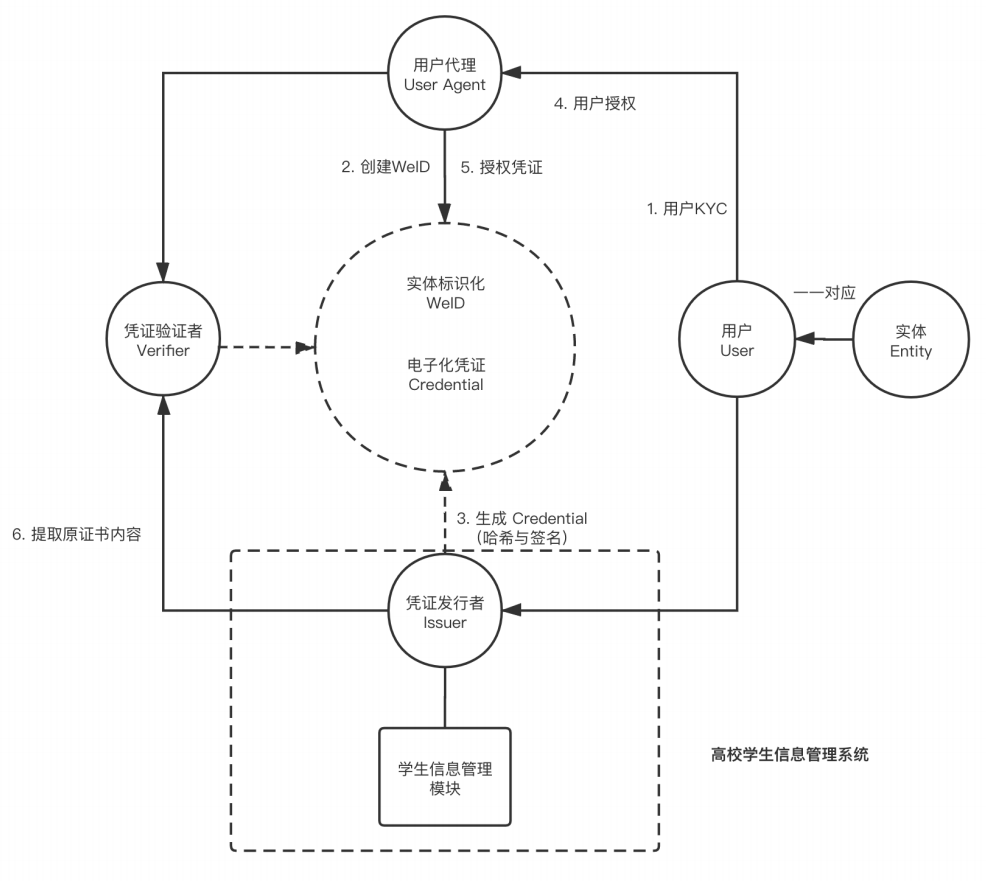 用户代理
User Agent
4. 用户授权
2. 创建WeID
5. 授权凭证
1. 用户KYC
实体标识化
WeID
一一对应
凭证验证者
Verifier
用户
User
实体
Entity
电子化凭证
Credential
3. 生成 Credential
(哈希与签名)
6. 提取原证书内容
凭证发行者
Issuer
高校学生信息管理系统
学生信息管理
模块